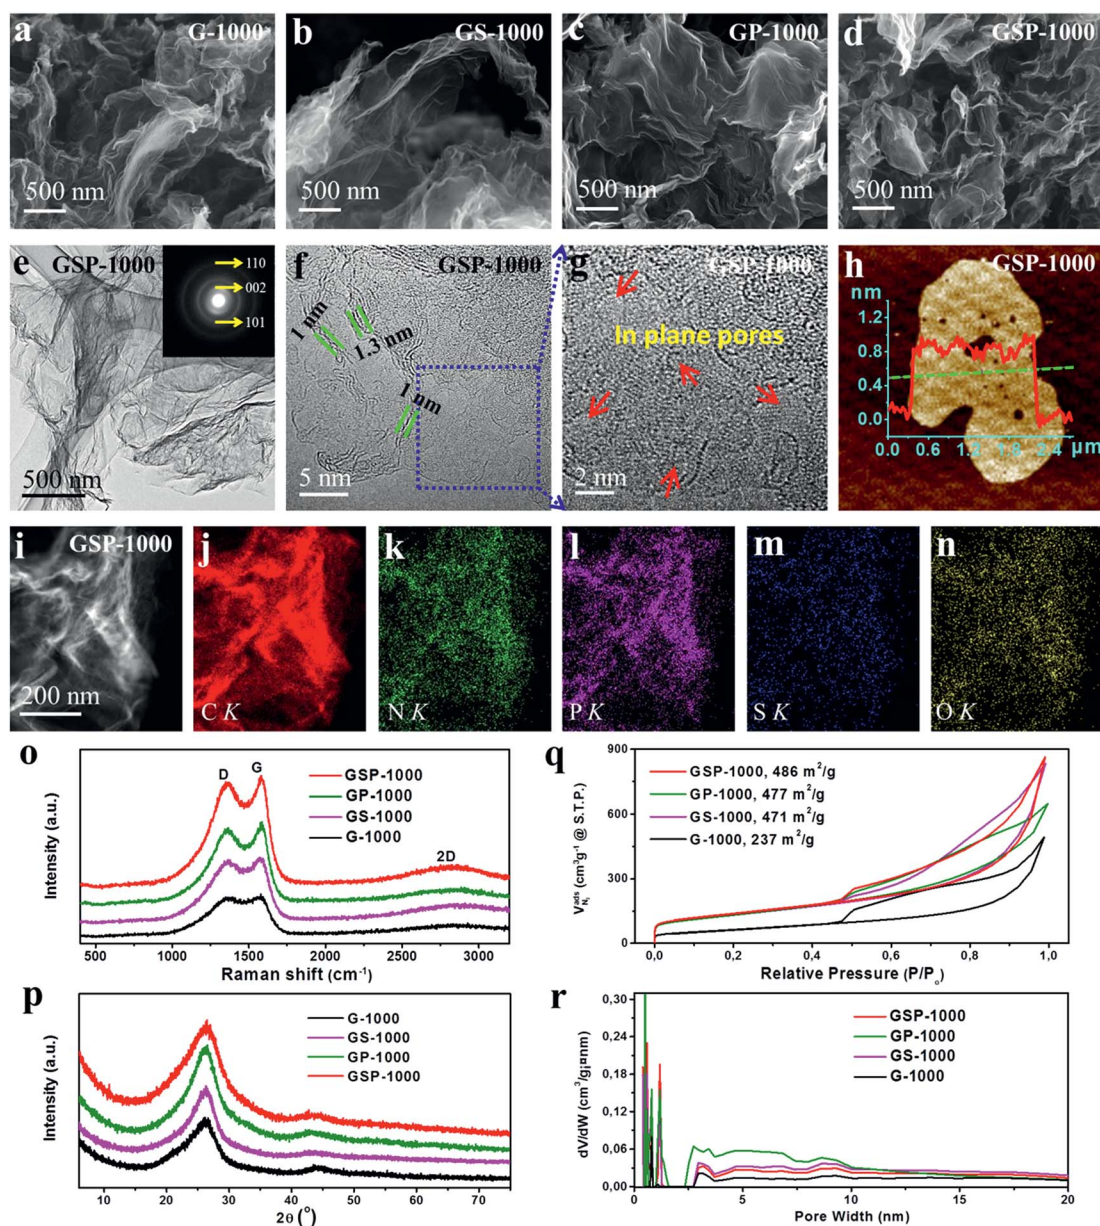 a G-1000
500 nm
b GS-1000
500 nm
c GP-1000
500 nm
d GSP-1000
500 nm
e GSP-1000
110
002
101
500 nm
f GSP-1000
1 nm
1.3 nm
1 nm
5 nm
g GSP-1000
In plane pores
2 nm
h GSP-1000
nm
1.2
0.8
0.4
0.0
0.0 0.6 1.2 1.8 2.4 μm
i GSP-1000
200 nm
j
C K
k
N K
l
P K
m
S K
n
O K
o
D G
2D
GSP-1000
GP-1000
GS-1000
G-1000
Intensity (a.u.)
500 1000 1500 2000 2500 3000
Raman shift (cm-1)
q
GSP-1000, 486 m2/g
GP-1000, 477 m2/g
GS-1000, 471 m2/g
G-1000, 237 m2/g
900
600
300
0
0,0 0,2 0,4 0,6 0,8 1,0
Relative Pressure (P/Po)
p
G-1000
GS-1000
GP-1000
GSP-1000
Intensity (a.u.)
10 20 30 40 50 60 70
2θ (°)
r
GSP-1000
GP-1000
GS-1000
G-1000
dV/dW (cm3/g¡¤nm)
0,30
0,24
0,18
0,12
0,06
0,00
0 5 10 15 20
Pore Width (nm)